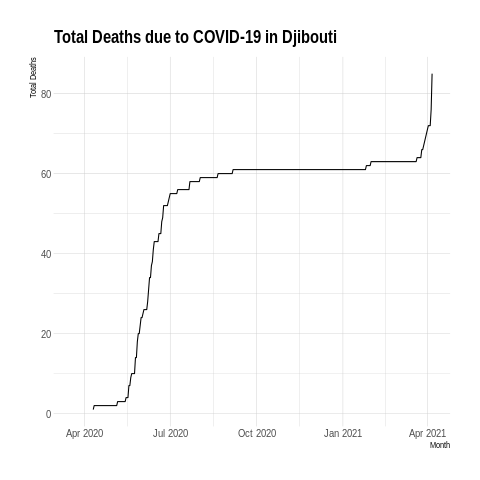 Total Deaths due to COVID-19 in Djibouti
Total Deaths
80
60
40
20
0
Apr 2020 Jul 2020 Oct 2020 Jan 2021 Apr 2021
Month